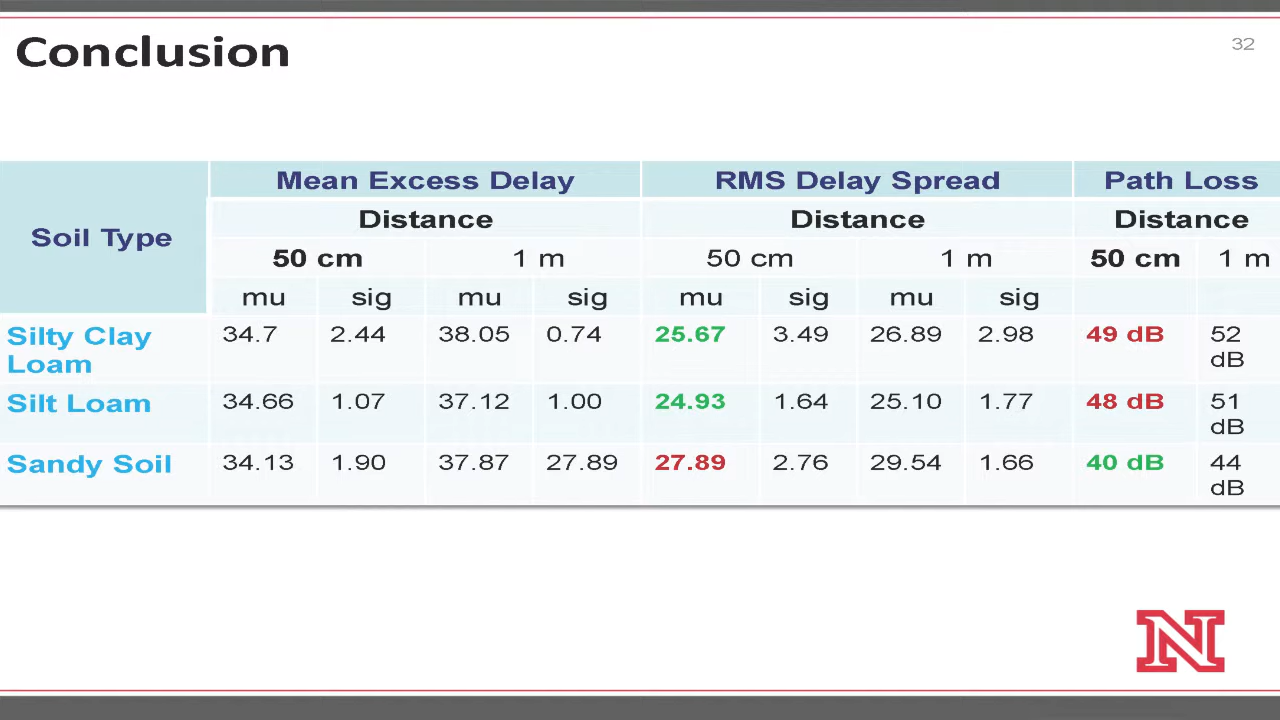 Conclusion
32
Soil Type
Mean Excess Delay
RMS Delay Spread
Path Loss
Distance
Distance
Distance
50 cm
1 m
50 cm
1 m
50 cm
1 m
mu
sig
mu
sig
mu
sig
mu
sig
Silty Clay
Loam
34.7
2.44
38.05
0.74
25.67
3.49
26.89
2.98
49 dB
52
dB
Silt Loam
34.66
1.07
37.12
1.00
24.93
1.64
25.10
1.77
48 dB
51
dB
Sandy Soil
34.13
1.90
37.87
27.89
27.89
2.76
29.54
1.66
40 dB
44
dB
N